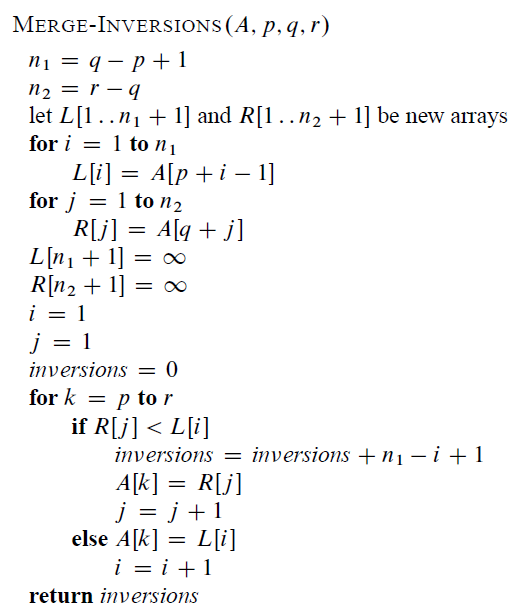 MERGE-INVERSIONS(A, p, q, r)
n₁ = q − p + 1
n₂ = r − q
let L[1..n₁ + 1] and R[1..n₂ + 1] be new arrays
for i = 1 to n₁
L[i] = A[p + i − 1]
for j = 1 to n₂
R[j] = A[q + j]
L[n₁ + 1] = ∞
R[n₂ + 1] = ∞
i = 1
j = 1
inversions = 0
for k = p to r
if R[j] < L[i]
inversions = inversions + n₁ − i + 1
A[k] = R[j]
j = j + 1
else A[k] = L[i]
i = i + 1
return inversions